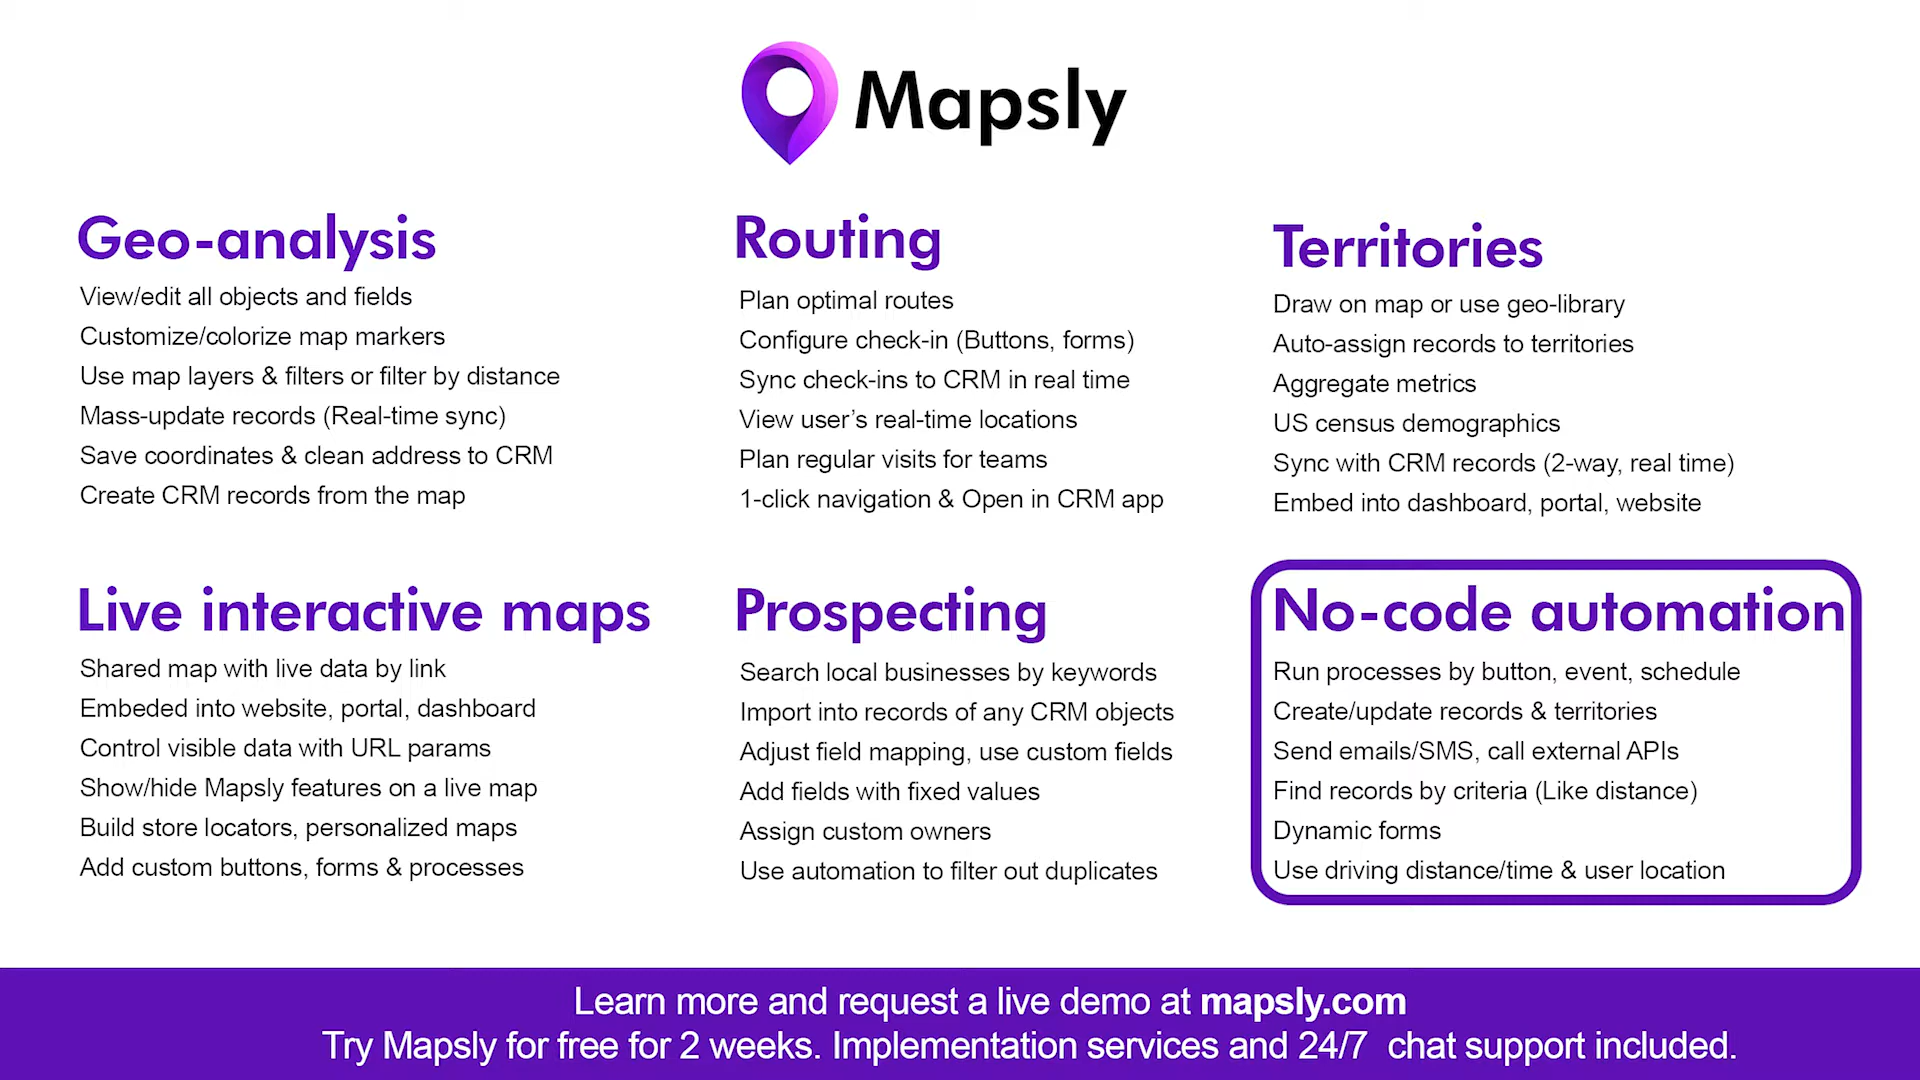 Mapsly
Geo-analysis
View/edit all objects and fields
Customize/colorize map markers
Use map layers & filters or filter by distance
Mass-update records (Real-time sync)
Save coordinates & clean address to CRM
Create CRM records from the map
Routing
Plan optimal routes
Configure check-in (Buttons, forms)
Sync check-ins to CRM in real time
View user’s real-time locations
Plan regular visits for teams
1-click navigation & Open in CRM app
Territories
Draw on map or use geo-library
Auto-assign records to territories
Aggregate metrics
US census demographics
Sync with CRM records (2-way, real time)
Embed into dashboard, portal, website
Live interactive maps
Shared map with live data by link
Embeded into website, portal, dashboard
Control visible data with URL params
Show/hide Mapsly features on a live map
Build store locators, personalized maps
Add custom buttons, forms & processes
Prospecting
Search local businesses by keywords
Import into records of any CRM objects
Adjust field mapping, use custom fields
Add fields with fixed values
Assign custom owners
Use automation to filter out duplicates
No-code automation
Run processes by button, event, schedule
Create/update records & territories
Send emails/SMS, call external APIs
Find records by criteria (Like distance)
Dynamic forms
Use driving distance/time & user location
Learn more and request a live demo at mapsly.com
Try Mapsly for free for 2 weeks. Implementation services and 24/7  chat support included.